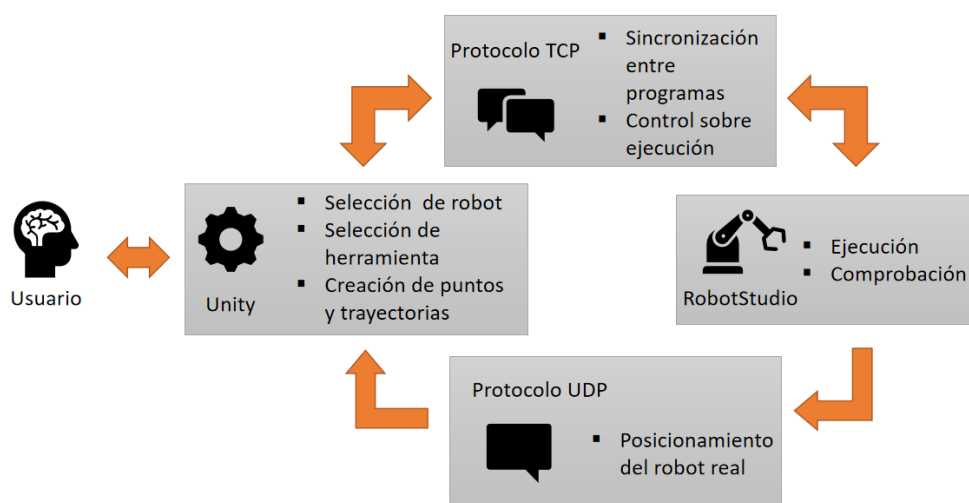 Protocolo TCP
▪ Sincronización
entre
programas
▪ Control sobre
ejecución
Usuario
Unity
▪ Selección de robot
▪ Selección de
herramienta
▪ Creación de puntos
y trayectorias
RobotStudio
▪ Ejecución
▪ Comprobación
Protocolo UDP
▪ Posicionamiento
del robot real